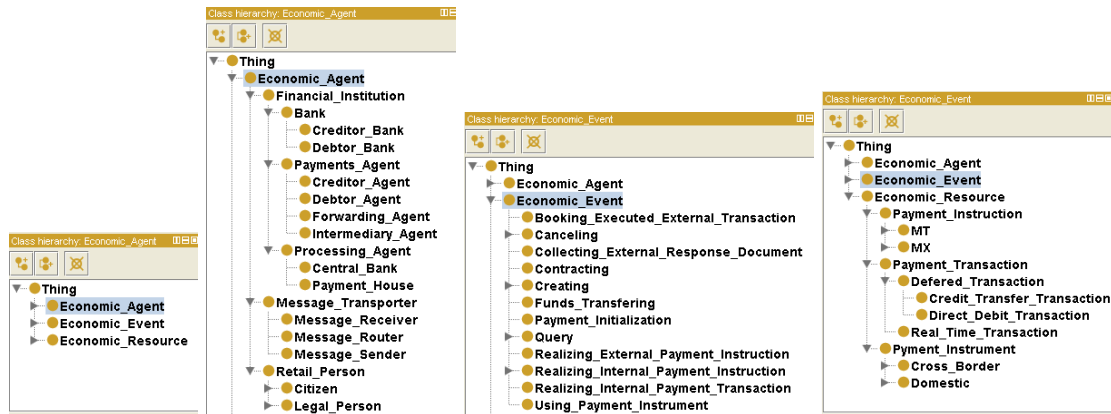 Class hierarchy: Economic_Agent
Thing
Economic_Agent
Economic_Event
Economic_Resource
Class hierarchy: Economic_Agent
Thing
Economic_Agent
Financial_Institution
Bank
Creditor_Bank
Debtor_Bank
Payments_Agent
Creditor_Agent
Debtor_Agent
Forwarding_Agent
Intermediary_Agent
Processing_Agent
Central_Bank
Payment_House
Message_Transporter
Message_Receiver
Message_Router
Message_Sender
Retail_Person
Citizen
Legal_Person
Class hierarchy: Economic_Event
Thing
Economic_Agent
Economic_Event
Booking_Executed_External_Transaction
Canceling
Collecting_External_Response_Document
Contracting
Creating
Funds_Transfering
Payment_Initialization
Query
Realizing_External_Payment_Instruction
Realizing_Internal_Payment_Instruction
Realizing_Internal_Payment_Transaction
Using_Payment_Instrument
Class hierarchy: Economic_Event
Thing
Economic_Agent
Economic_Event
Economic_Resource
Payment_Instruction
MT
MX
Payment_Transaction
Defered_Transaction
Credit_Transfer_Transaction
Direct_Debit_Transaction
Real_Time_Transaction
Pyment_Instrument
Cross_Border
Domestic